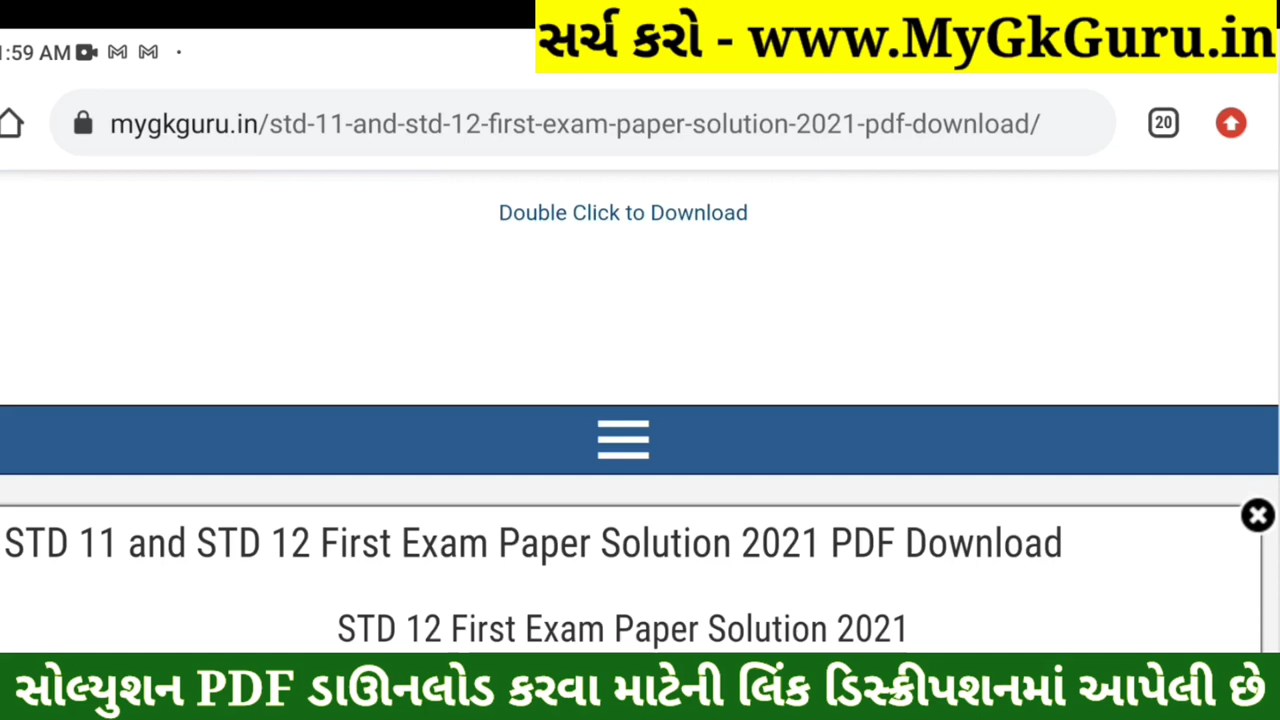 સર્ચ કરો - www.MyGkGuru.in
1:59 AM
mygkguru.in/std-11-and-std-12-first-exam-paper-solution-2021-pdf-download/
20
Double Click to Download
STD 11 and STD 12 First Exam Paper Solution 2021 PDF Download
STD 12 First Exam Paper Solution 2021
સોલ્યુશન PDF ડાઊનલોડ કરવા માટેની લિંક ડિસ્ક્રીપશનમાં આપેલી છે